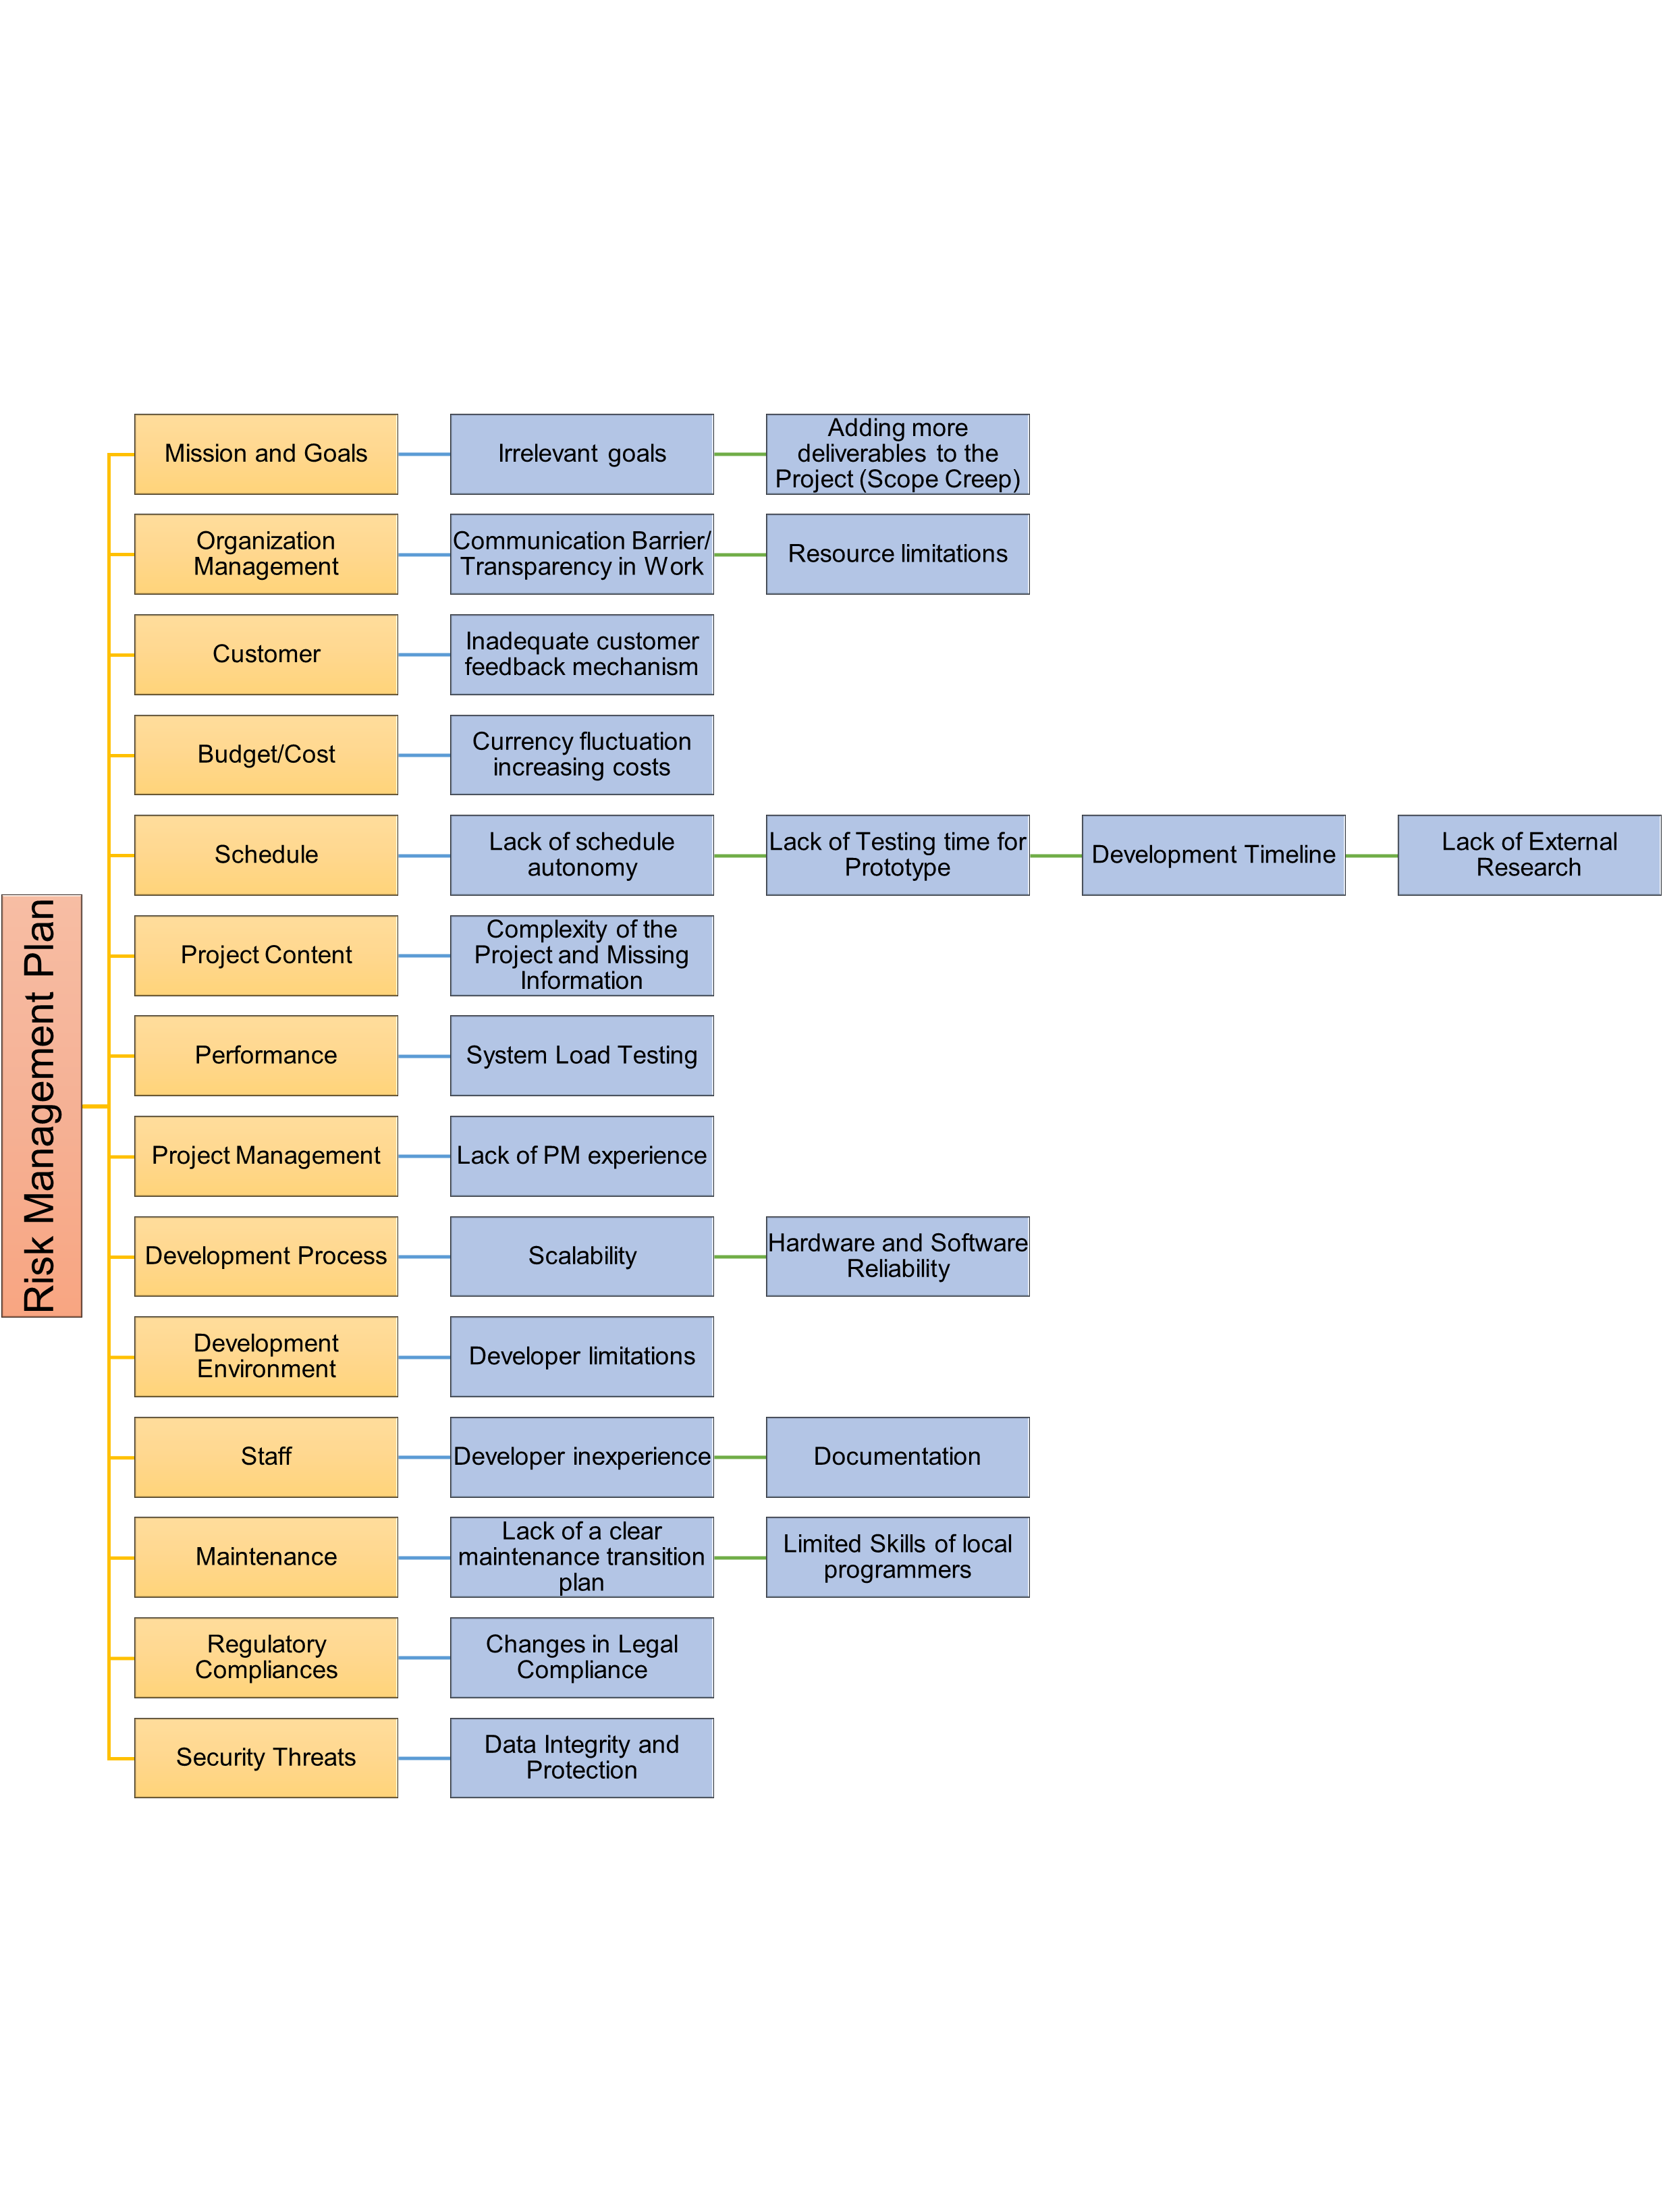 Risk Management Plan
Mission and Goals
Irrelevant goals
Adding more
deliverables to the
Project (Scope Creep)
Organization
Management
Communication Barrier/
Transparency in Work
Resource limitations
Customer
Inadequate customer
feedback mechanism
Budget/Cost
Currency fluctuation
increasing costs
Schedule
Lack of schedule
autonomy
Lack of Testing time for
Prototype
Development Timeline
Lack of External
Research
Project Content
Complexity of the
Project and Missing
Information
Performance
System Load Testing
Project Management
Lack of PM experience
Development Process
Scalability
Hardware and Software
Reliability
Development
Environment
Developer limitations
Staff
Developer inexperience
Documentation
Maintenance
Lack of a clear
maintenance transition
plan
Limited Skills of local
programmers
Regulatory
Compliances
Changes in Legal
Compliance
Security Threats
Data Integrity and
Protection